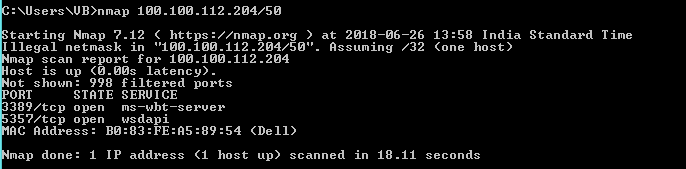 C:\Users\VB>nmap 100.100.112.204/50
Starting Nmap 7.12 ( https://nmap.org ) at 2018-06-26 13:58 India Standard Time
Illegal netmask in "100.100.112.204/50". Assuming /32 (one host)
Nmap scan report for 100.100.112.204
Host is up (0.00s latency).
Not shown: 998 filtered ports
PORT     STATE SERVICE
3389/tcp open  ms-wbt-server
5357/tcp open  wsdapi
MAC Address: B0:83:FE:A5:89:54 (Dell)
Nmap done: 1 IP address (1 host up) scanned in 18.11 seconds